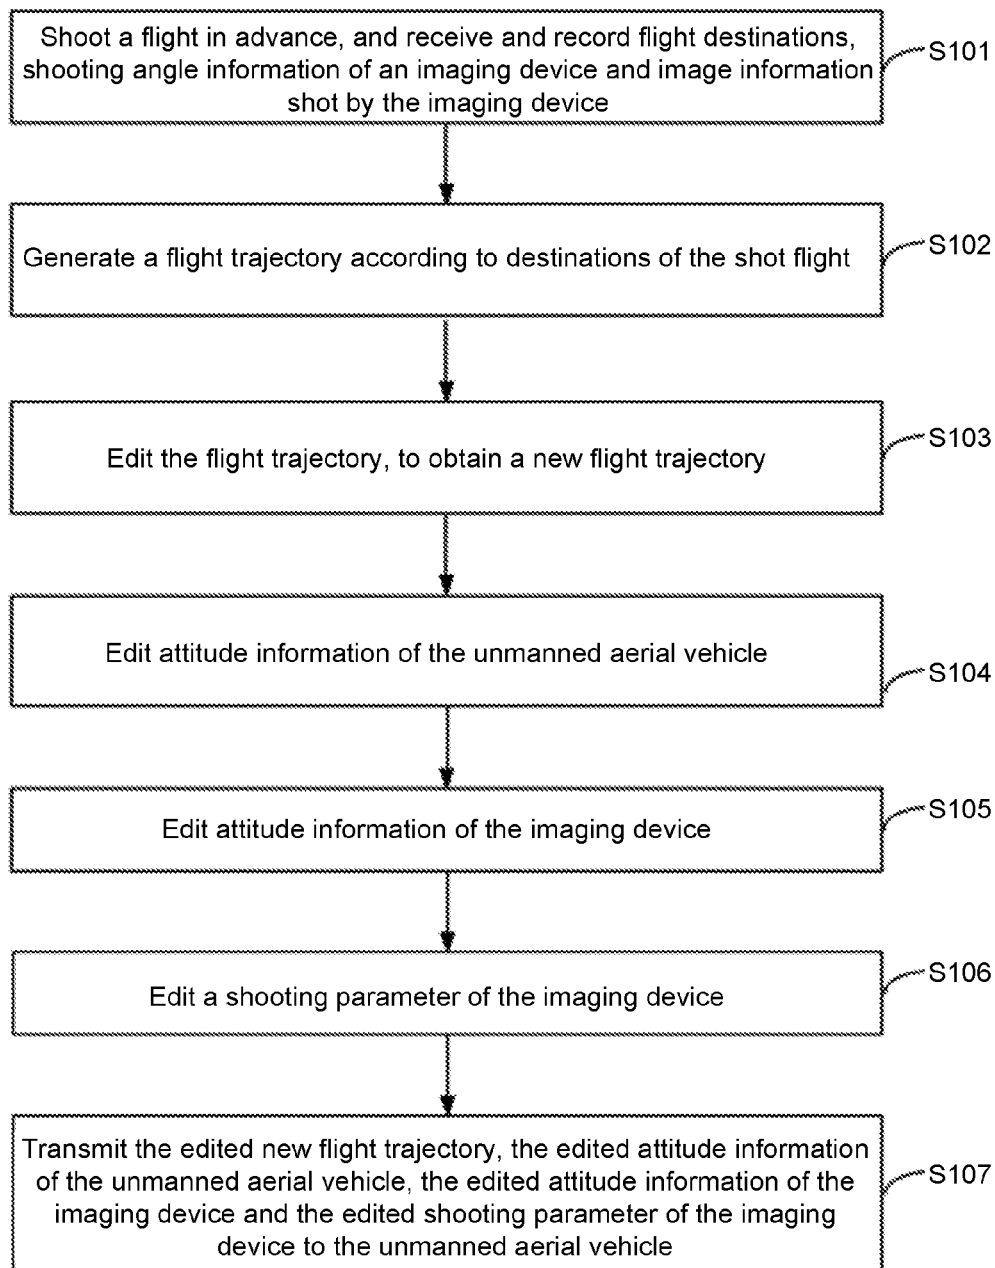 Shoot a flight in advance, and receive and record flight destinations,
shooting angle information of an imaging device and image information
shot by the imaging device
S101
Generate a flight trajectory according to destinations of the shot flight
S102
Edit the flight trajectory, to obtain a new flight trajectory
S103
Edit attitude information of the unmanned aerial vehicle
S104
Edit attitude information of the imaging device
S105
Edit a shooting parameter of the imaging device
S106
Transmit the edited new flight trajectory, the edited attitude information
of the unmanned aerial vehicle, the edited attitude information of the
imaging device and the edited shooting parameter of the imaging
device to the unmanned aerial vehicle
S107